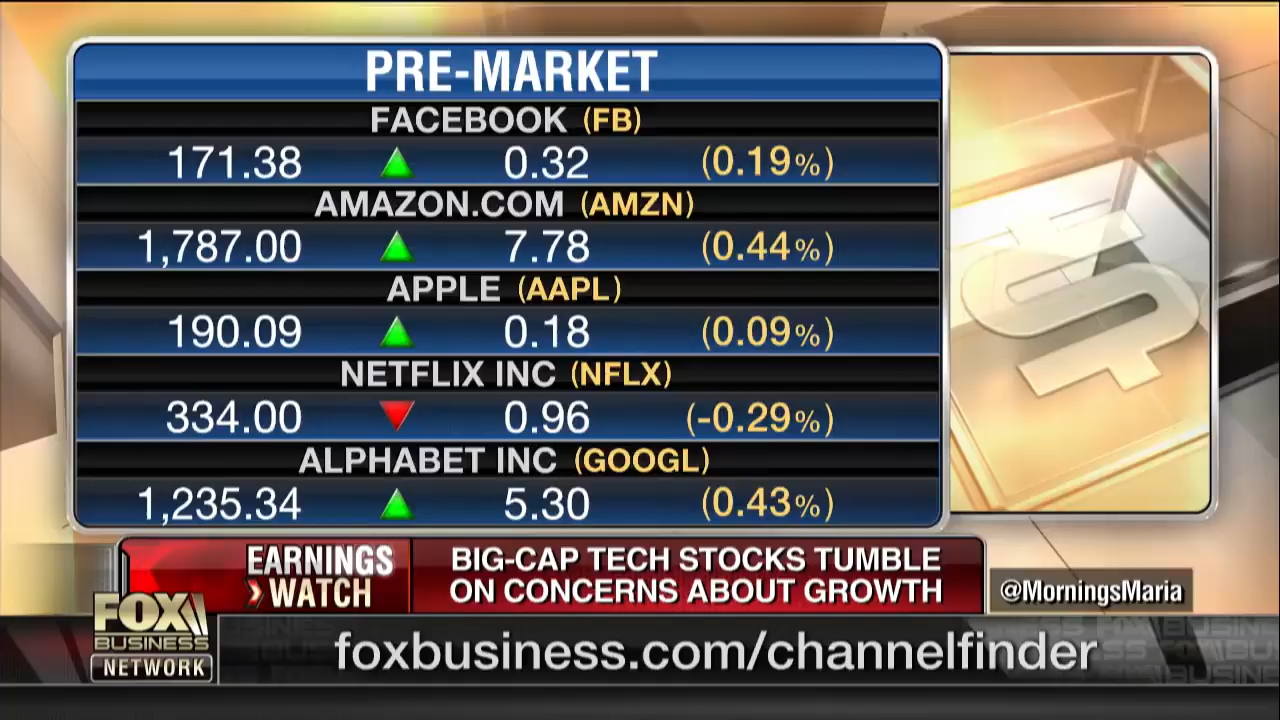 PRE-MARKET
FACEBOOK (FB)
171.38 ▲ 0.32 (0.19%)
AMAZON.COM (AMZN)
1,787.00 ▲ 7.78 (0.44%)
APPLE (AAPL)
190.09 ▲ 0.18 (0.09%)
NETFLIX INC (NFLX)
334.00 ▼ 0.96 (-0.29%)
ALPHABET INC (GOOGL)
1,235.34 ▲ 5.30 (0.43%)
EARNINGS
WATCH
BIG-CAP TECH STOCKS TUMBLE
ON CONCERNS ABOUT GROWTH
@MorningsMaria
FOX
BUSINESS
NETWORK
foxbusiness.com/channelfinder